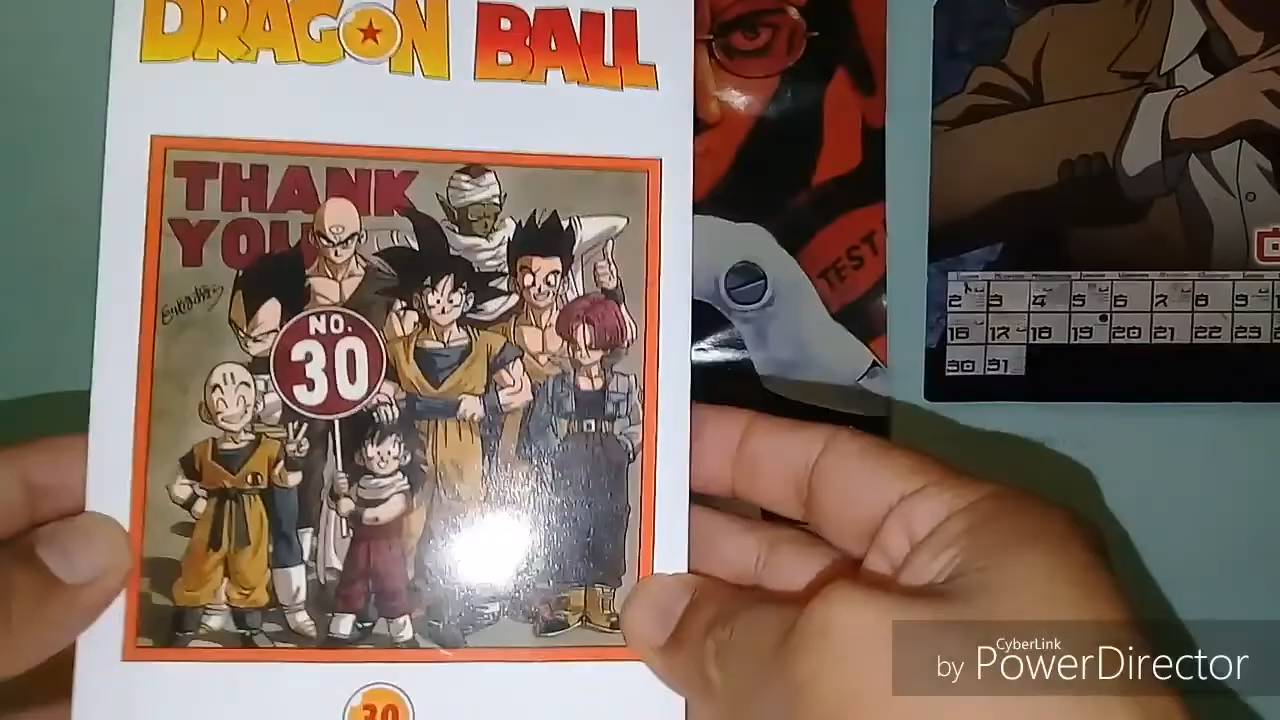 DRAGON BALL
THANK
YOU
NO.
30
30
TEST
2 3 4 5 6 7 8 9
16 17 18 19 20 21 22 23
30 31
CyberLink
by PowerDirector